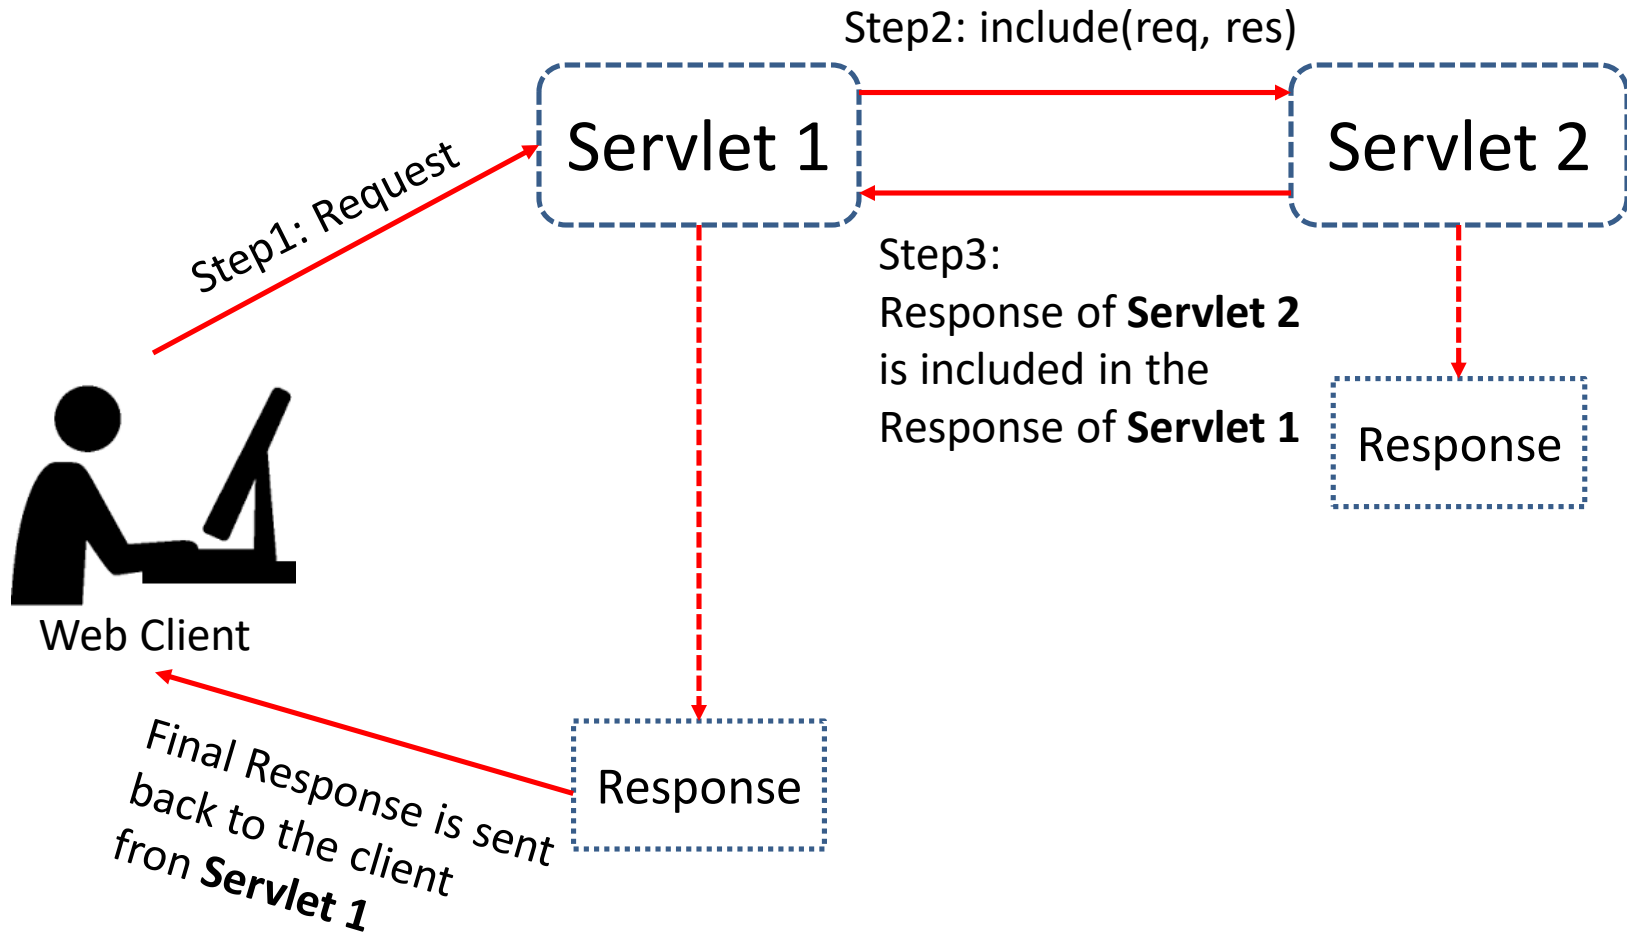 Step2: include(req, res)
Servlet 1
Servlet 2
Step1: Request
Step3:
Response of Servlet 2
is included in the
Response of Servlet 1
Response
Web Client
Response
Final Response is sent
back to the client
fron Servlet 1